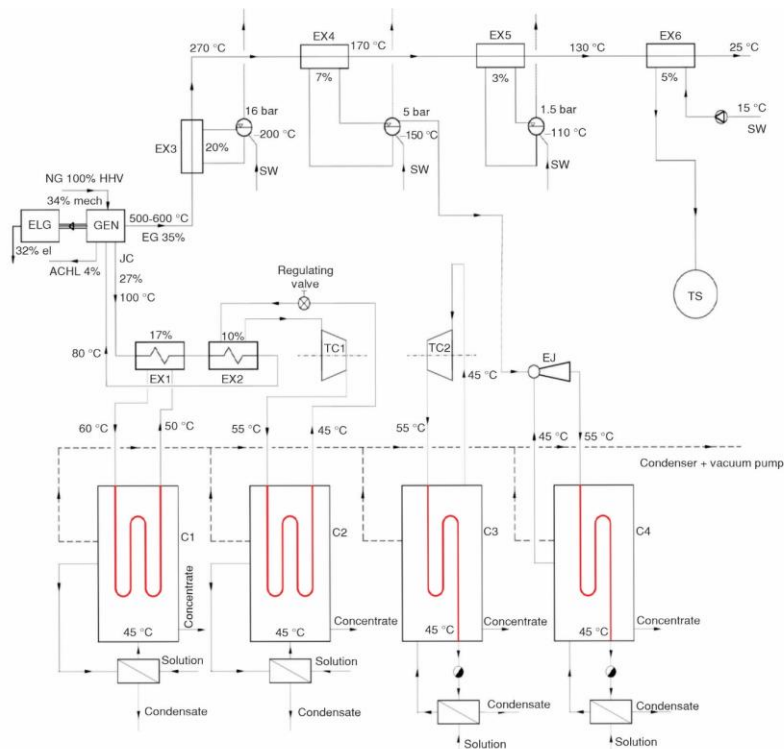 270 °C
EX4
170 °C
EX5
130 °C
EX6
25 °C
7%
3%
5%
16 bar
5 bar
1.5 bar
15 °C
–200 °C
–150 °C
–110 °C
SW
EX3
20%
SW
SW
SW
NG 100% HHV
34% mech
500-600 °C
ELG
GEN
EG 35%
32% el
JC
ACHL 4%
27%
100 °C
Regulating
valve
TS
17%
10%
TC1
TC2
EJ
80 °C
EX1
EX2
45 °C
60 °C
50 °C
55 °C
45 °C
55 °C
45 °C
55 °C
Condenser + vacuum pump
C1
C2
C3
C4
Concentrate
Concentrate
Concentrate
Concentrate
45 °C
45 °C
45 °C
45 °C
Solution
Solution
Condensate
Condensate
Condensate
Condensate
Solution
Solution